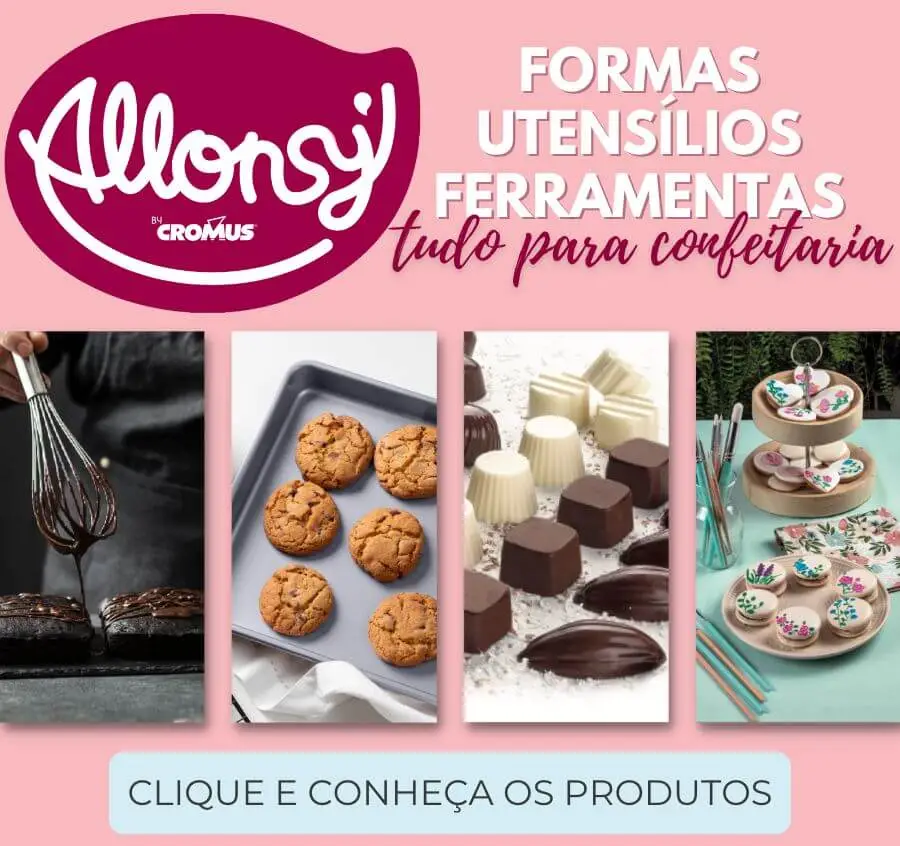 Allonsy
BY
CROMUS
FORMAS
UTENSÍLIOS
FERRAMENTAS
tudo para confeitaria
CLIQUE E CONHEÇA OS PRODUTOS